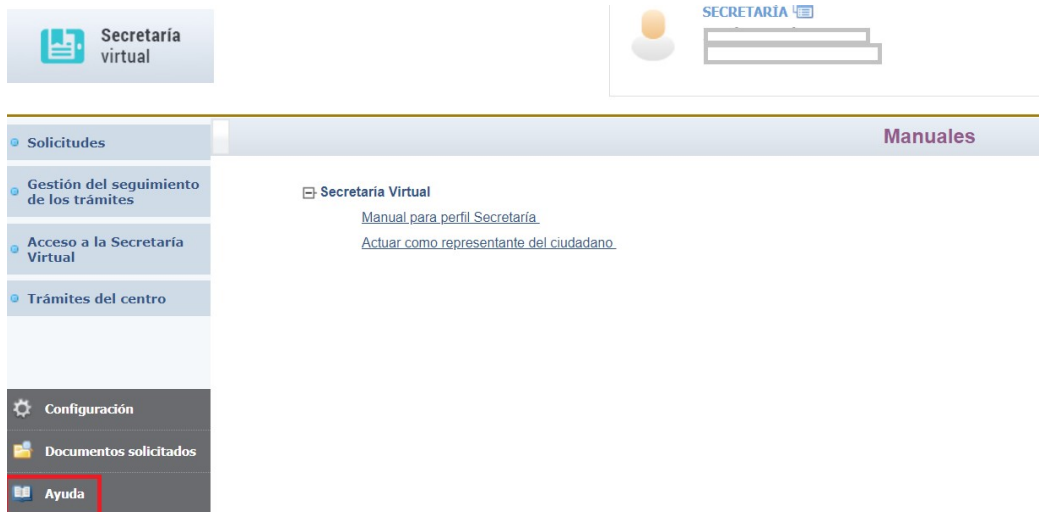 Secretaría
virtual
SECRETARÍA
Manuales
Solicitudes
Gestión del seguimiento
de los trámites
Acceso a la Secretaría
Virtual
Trámites del centro
Secretaria Virtual
Manual para perfil Secretaría
Actuar como representante del ciudadano
Configuración
Documentos solicitados
Ayuda